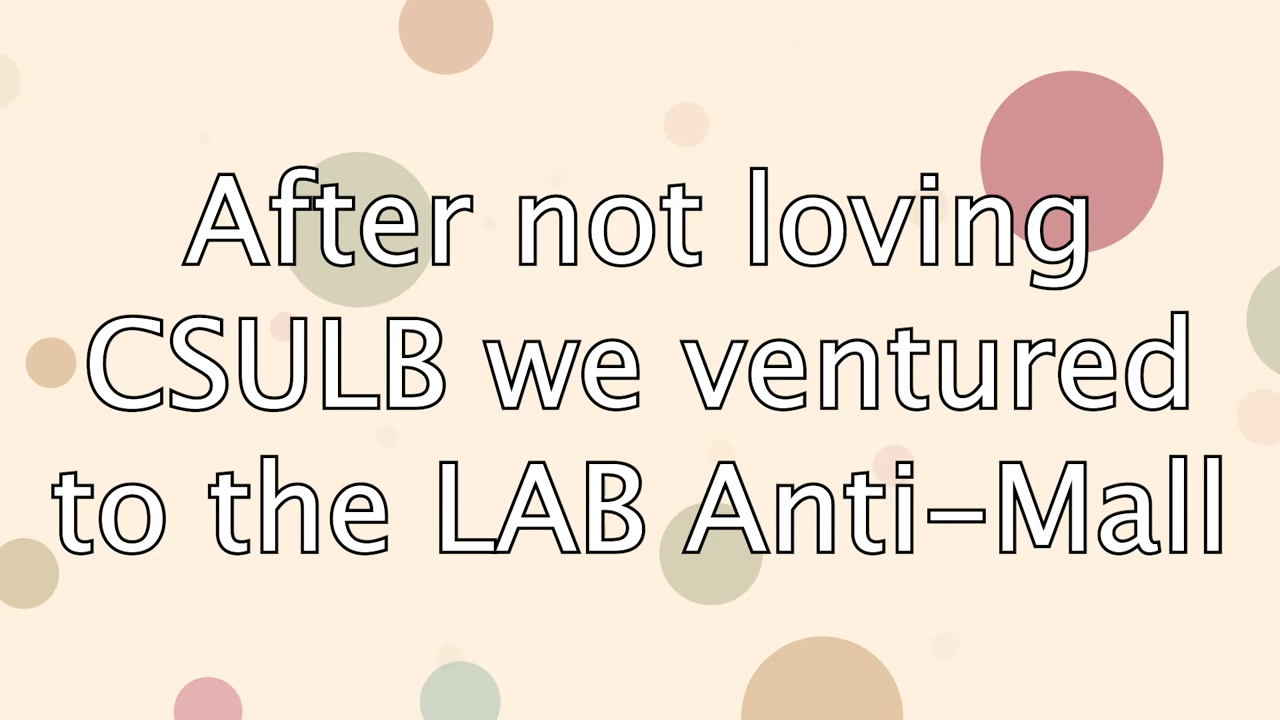 After not loving
CSULB we ventured
to the LAB Anti-Mall